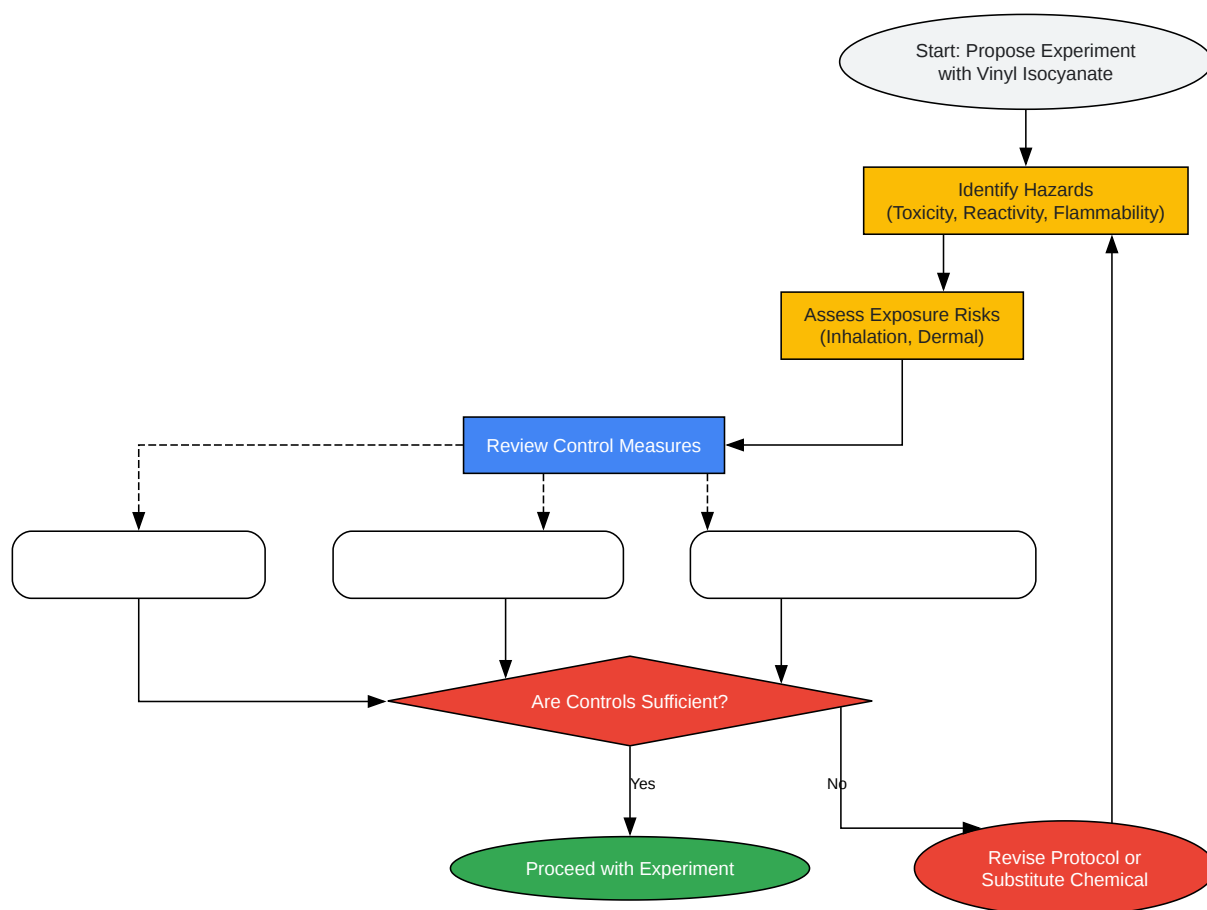 Start: Propose Experiment
with Vinyl Isocyanate
Identify Hazards
(Toxicity, Reactivity, Flammability)
Assess Exposure Risks
(Inhalation, Dermal)
Review Control Measures
Are Controls Sufficient?
Yes
No
Proceed with Experiment
Revise Protocol or
Substitute Chemical